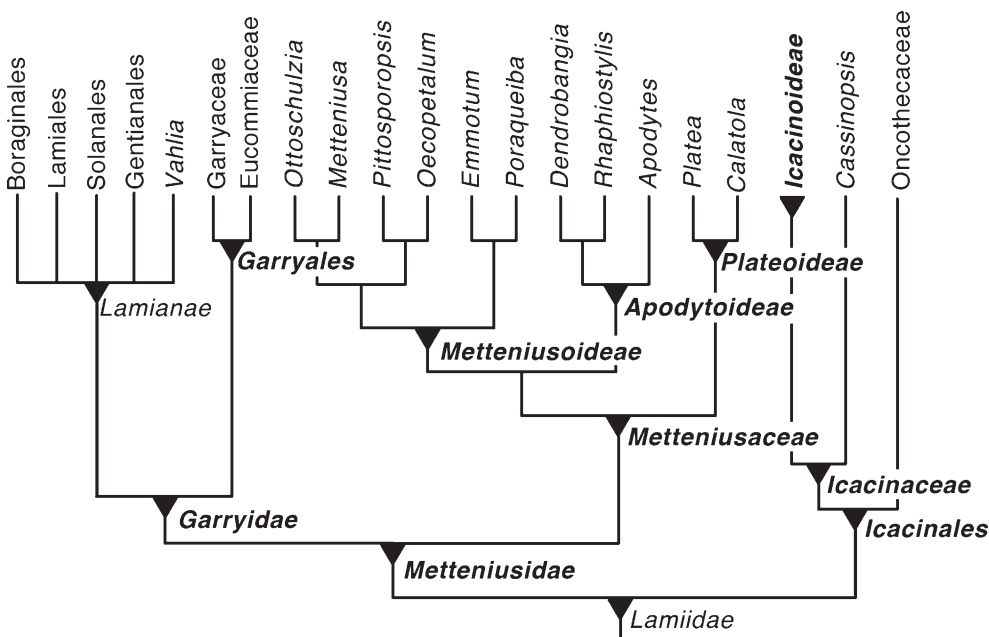 Boraginales
Lamiales
Solanales
Gentianales
Vahlia
Garryaceae
Eucommiaceae
Ottoschulzia
Metteniusa
Pittosporopsis
Oecopetalum
Emmotum
Poraqueiba
Dendrobangia
Rhaphiostylis
Apodytes
Platea
Calatola
Icacinoideae
Cassinopsis
Oncothecaceae
Garryales
Plateoideae
Lamianae
Apodytoideae
Metteniusoideae
Metteniusaceae
Icacinaceae
Garryidae
Icacinales
Metteniusidae
Lamiidae